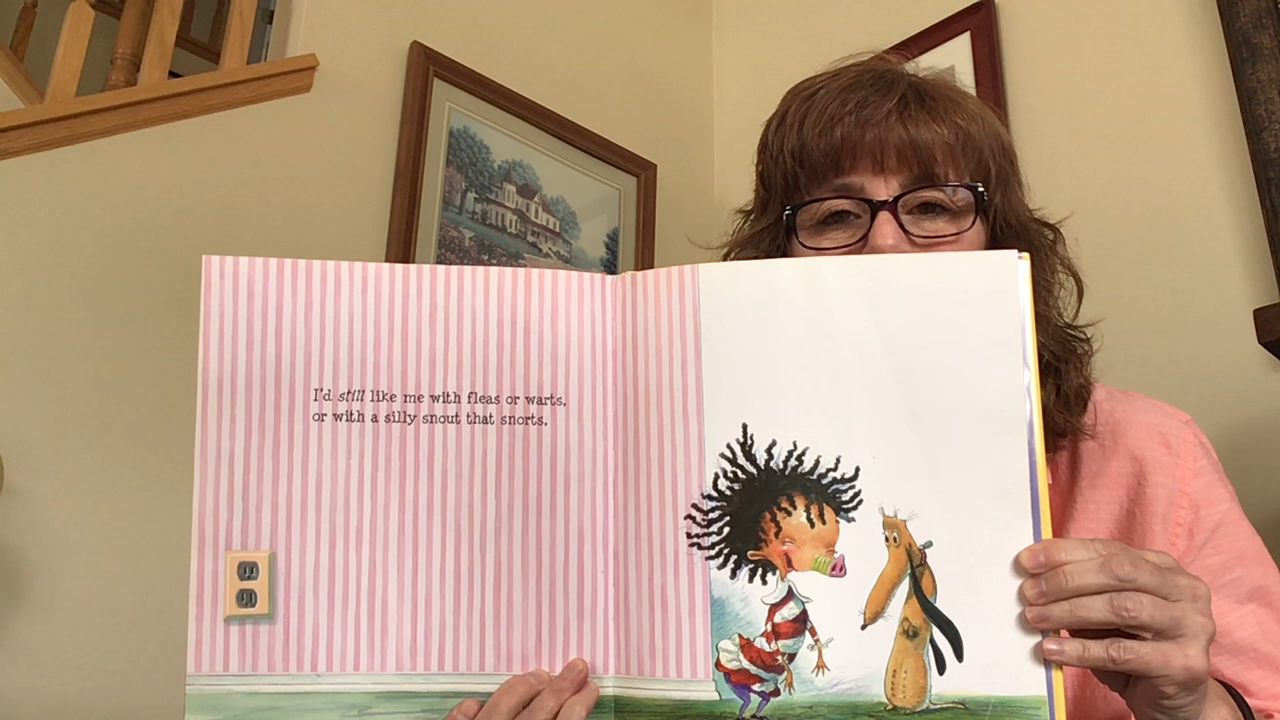 I'd still like me with fleas or warts,
or with a silly snout that snorts,